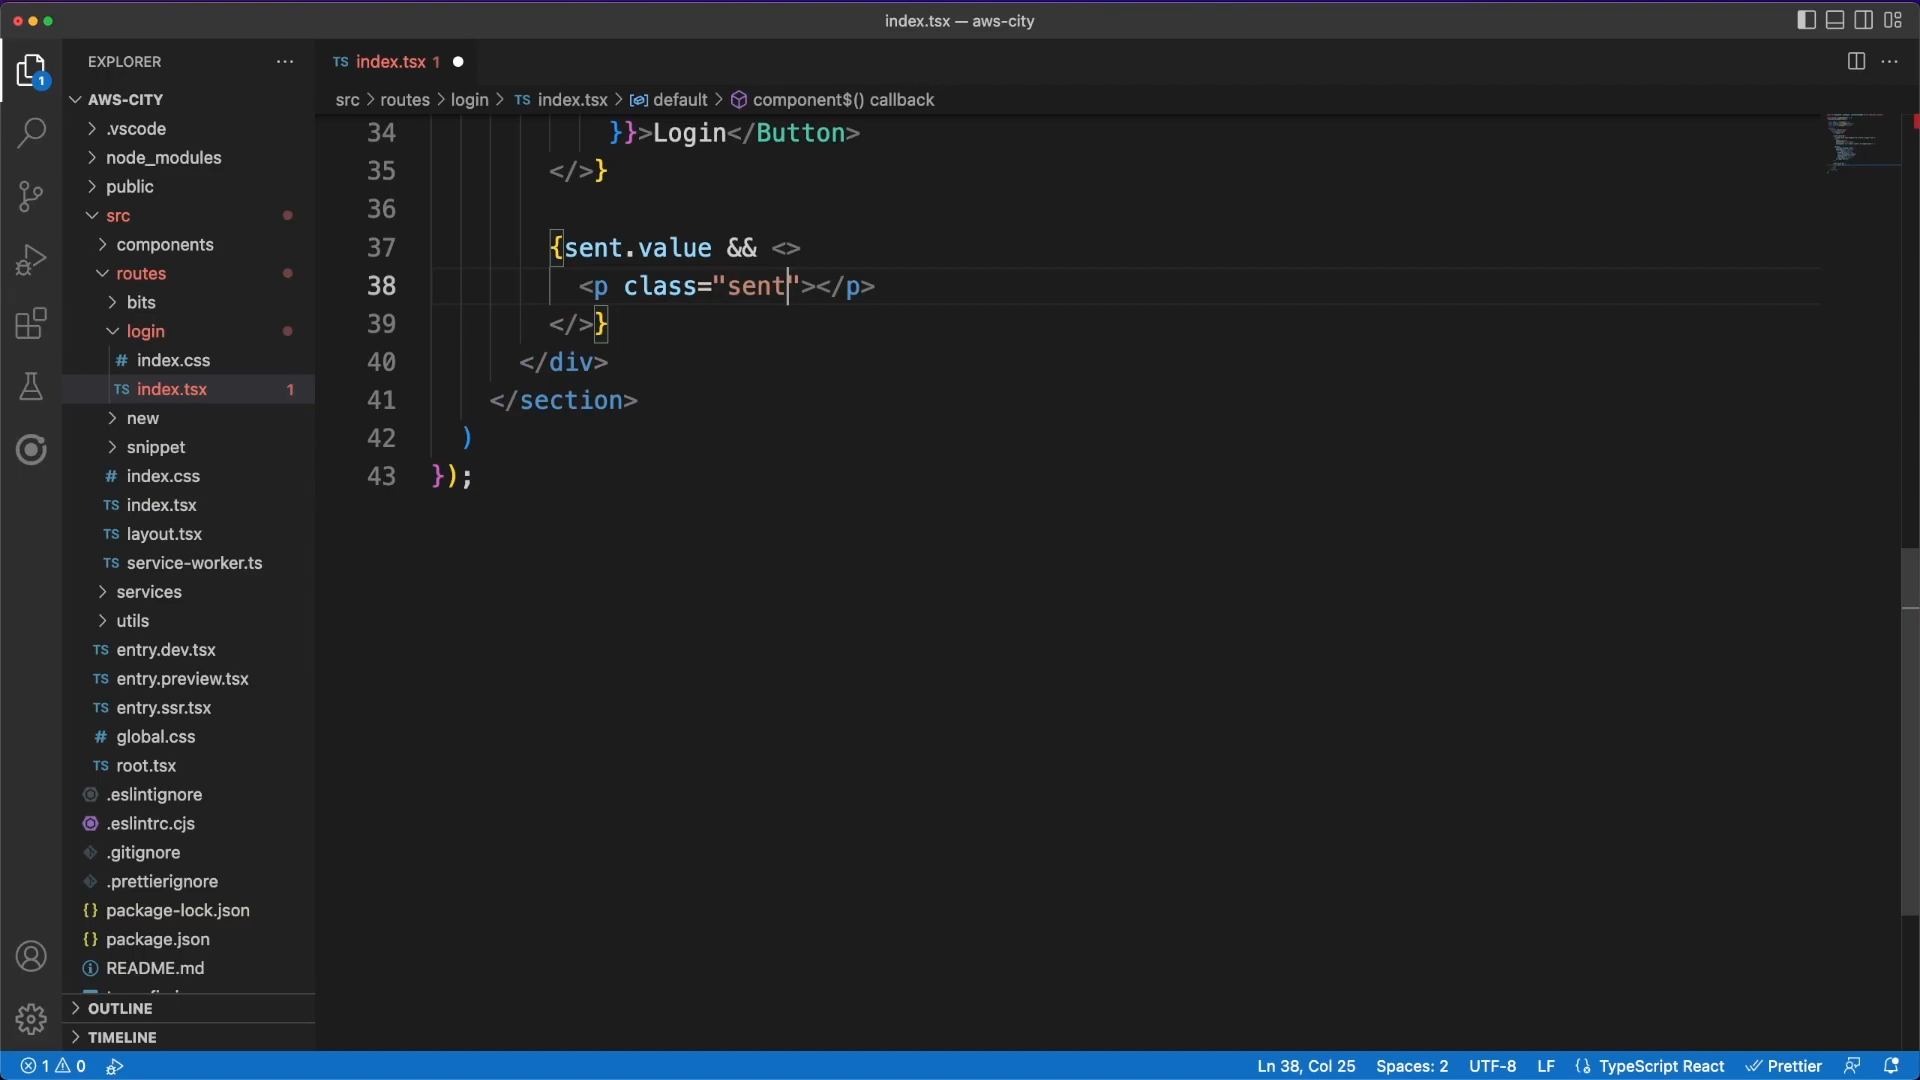 index.tsx — aws-city
EXPLORER
TS index.tsx 1
1
AWS-CITY
src > routes > login > TS index.tsx > default > component$() callback
.vscode
node_modules
public
src
components
routes
bits
login
# index.css
TS index.tsx 1
new
snippet
# index.css
TS index.tsx
TS layout.tsx
TS service-worker.ts
services
utils
TS entry.dev.tsx
TS entry.preview.tsx
TS entry.ssr.tsx
# global.css
TS root.tsx
.eslintignore
.eslintrc.cjs
.gitignore
.prettierignore
{} package-lock.json
{} package.json
README.md
OUTLINE
TIMELINE
34 }}>Login</Button>
35 </>}
36
37 {sent.value && <>
38 <p class="sent"></p>
39 </>}
40 </div>
41 </section>
42 )
43 });
1 0
Ln 38, Col 25 Spaces: 2 UTF-8 LF {} TypeScript React Prettier